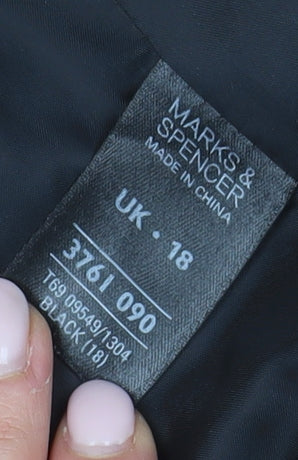 MARKS &
SPENCER
MADE IN CHINA
UK • 18
3761 090
T69 09549/1304
BLACK (18)